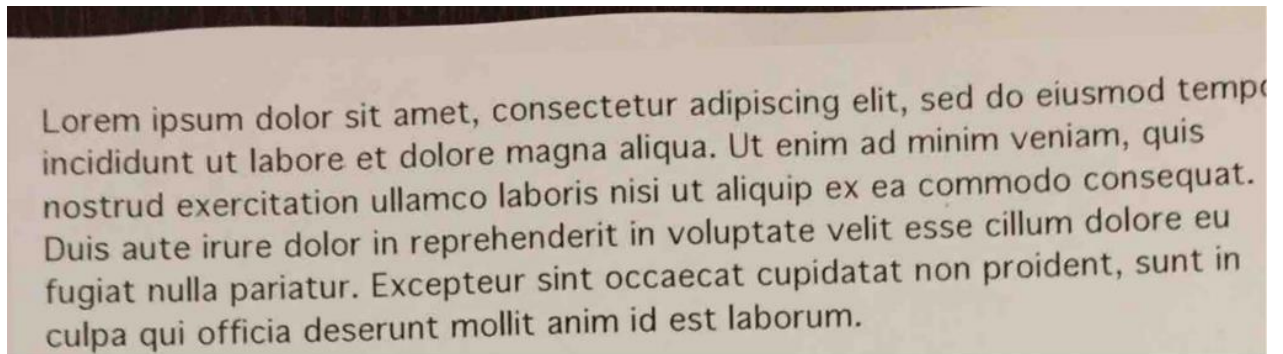 Lorem ipsum dolor sit amet, consectetur adipiscing elit, sed do eiusmod tempo
incididunt ut labore et dolore magna aliqua. Ut enim ad minim veniam, quis
nostrud exercitation ullamco laboris nisi ut aliquip ex ea commodo consequat.
Duis aute irure dolor in reprehenderit in voluptate velit esse cillum dolore eu
fugiat nulla pariatur. Excepteur sint occaecat cupidatat non proident, sunt in
culpa qui officia deserunt mollit anim id est laborum.